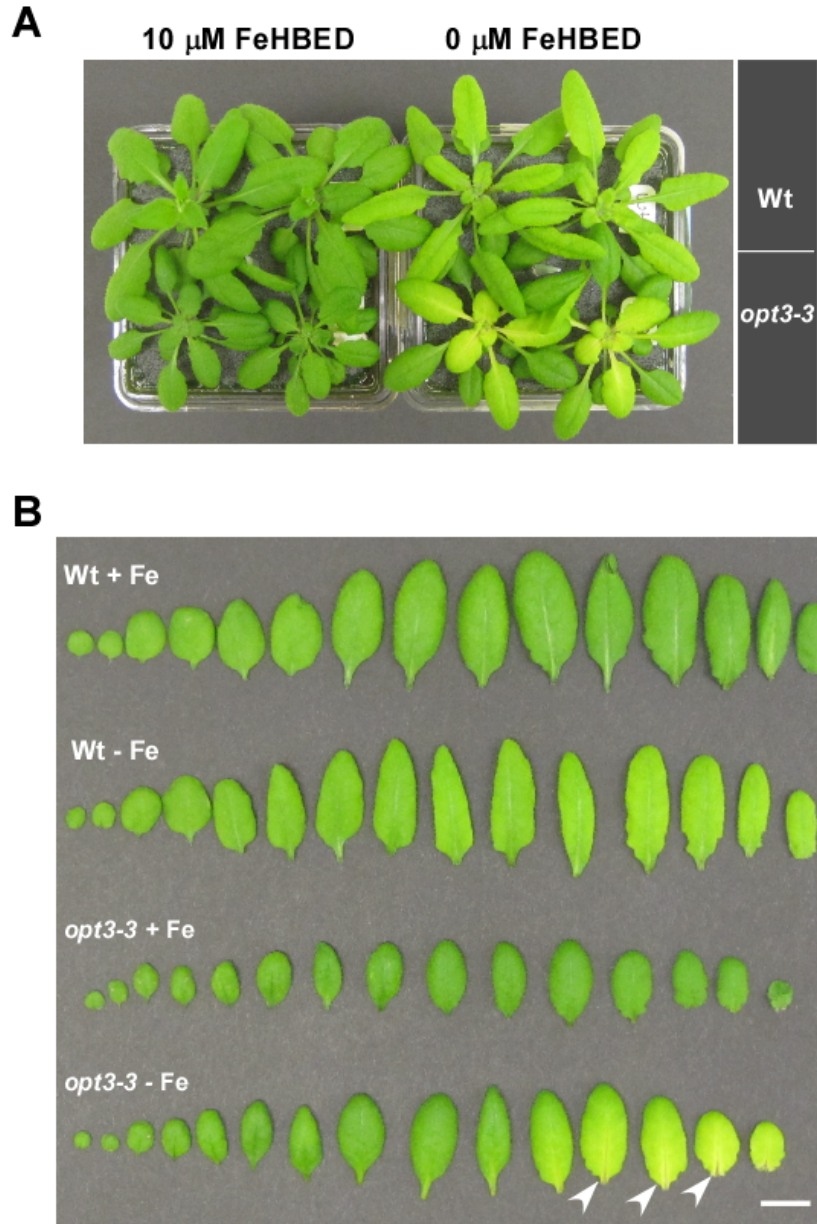 A
10 μM FeHBED 0 μM FeHBED
Wt
opt3-3
B
Wt + Fe
Wt - Fe
opt3-3 + Fe
opt3-3 - Fe